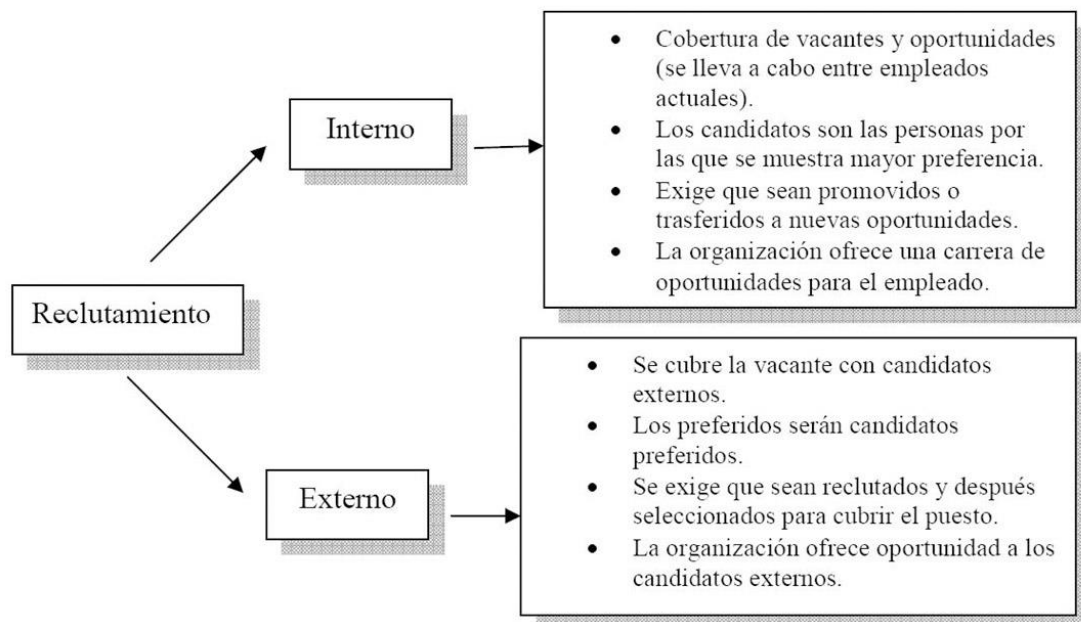 Reclutamiento
Interno
• Cobertura de vacantes y oportunidades
(se lleva a cabo entre empleados
actuales).
• Los candidatos son las personas por
las que se muestra mayor preferencia.
• Exige que sean promovidos o
trasferidos a nuevas oportunidades.
• La organización ofrece una carrera de
oportunidades para el empleado.
Externo
• Se cubre la vacante con candidatos
externos.
• Los preferidos serán candidatos
preferidos.
• Se exige que sean reclutados y después
seleccionados para cubrir el puesto.
• La organización ofrece oportunidad a los
candidatos externos.